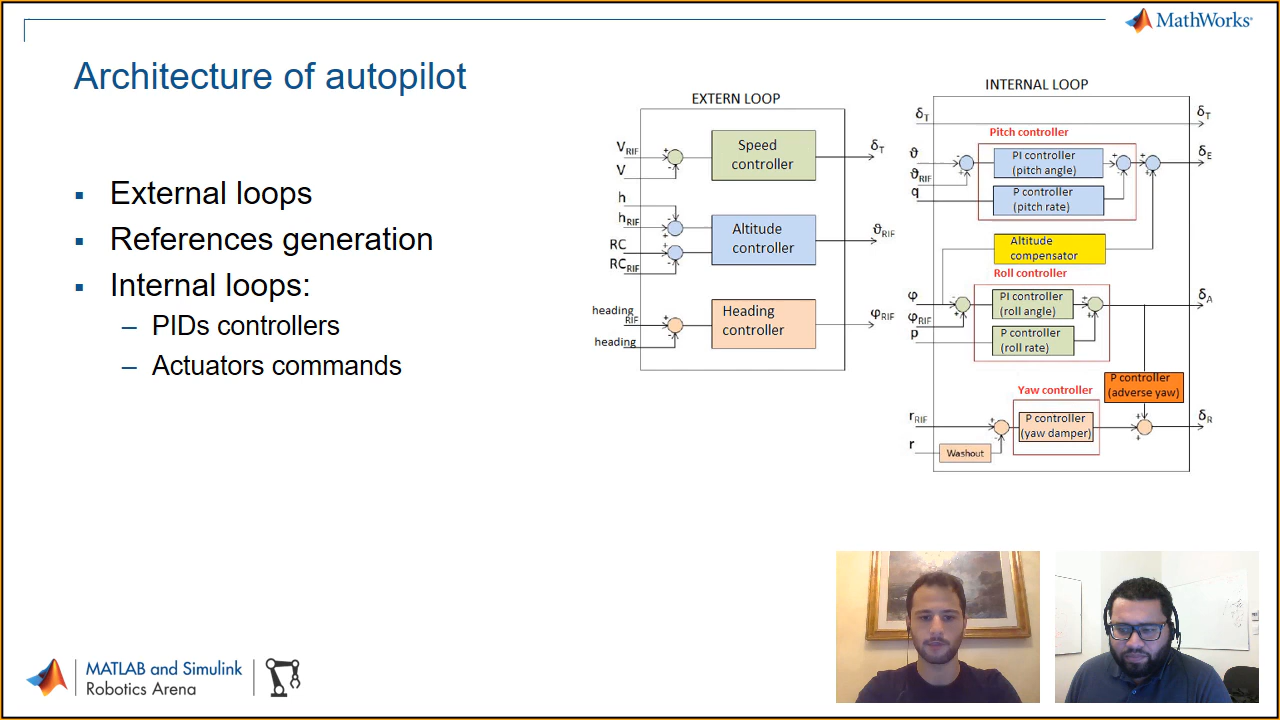 MathWorks®
Architecture of autopilot
▪ External loops
▪ References generation
▪ Internal loops:
– PIDs controllers
– Actuators commands
EXTERN LOOP
V_RIF
V
+
-
Speed
controller
δ_T
h
h_RIF
-
+
RC
RC_RIF
+
-
Altitude
controller
ϑ_RIF
heading_RIF
heading
+
-
Heading
controller
φ_RIF
INTERNAL LOOP
δ_T
δ_T
Pitch controller
ϑ
ϑ_RIF
q
-
+
PI controller
(pitch angle)
P controller
(pitch rate)
+
-
+
+
δ_E
Altitude
compensator
Roll controller
φ
φ_RIF
p
-
+
PI controller
(roll angle)
P controller
(roll rate)
+
+
δ_A
P controller
(adverse yaw)
Yaw controller
r_RIF
r
Washout
+
-
P controller
(yaw damper)
+
+
δ_R
MATLAB and Simulink
Robotics Arena